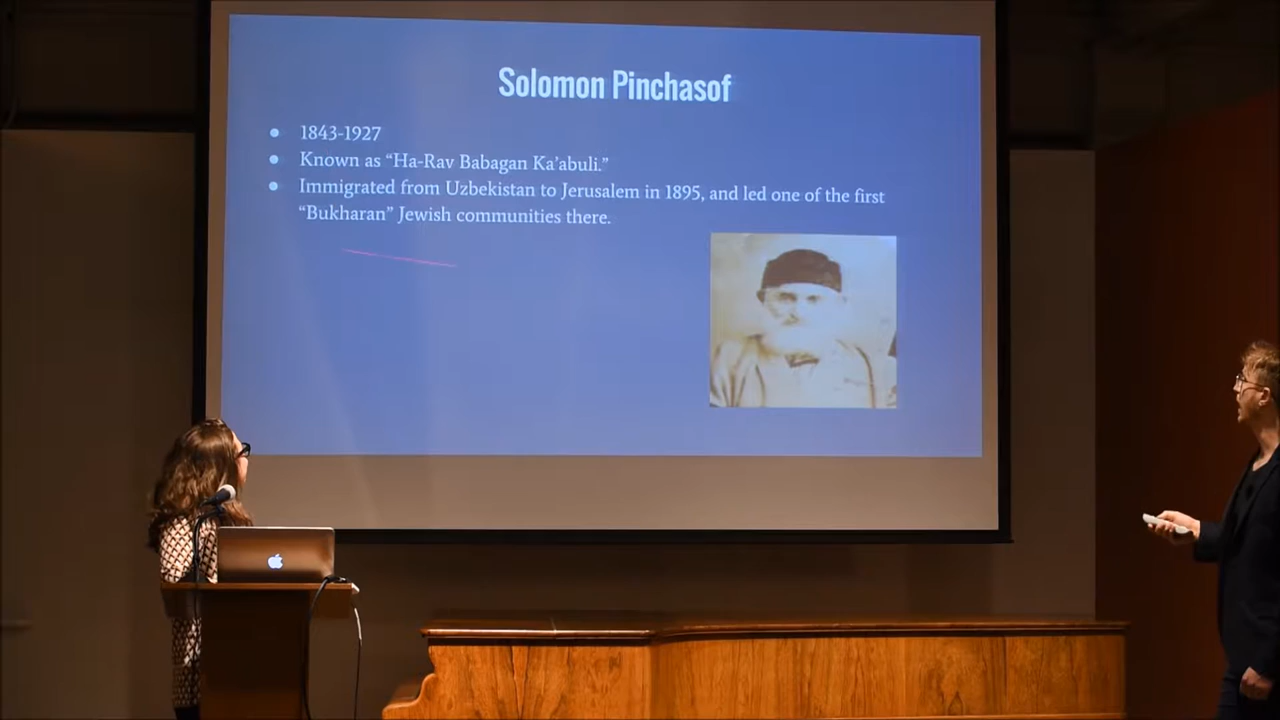 Solomon Pinchasof
● 1843-1927
● Known as “Ha-Rav Babagan Ka’abuli.”
● Immigrated from Uzbekistan to Jerusalem in 1895, and led one of the first
“Bukharan” Jewish communities there.